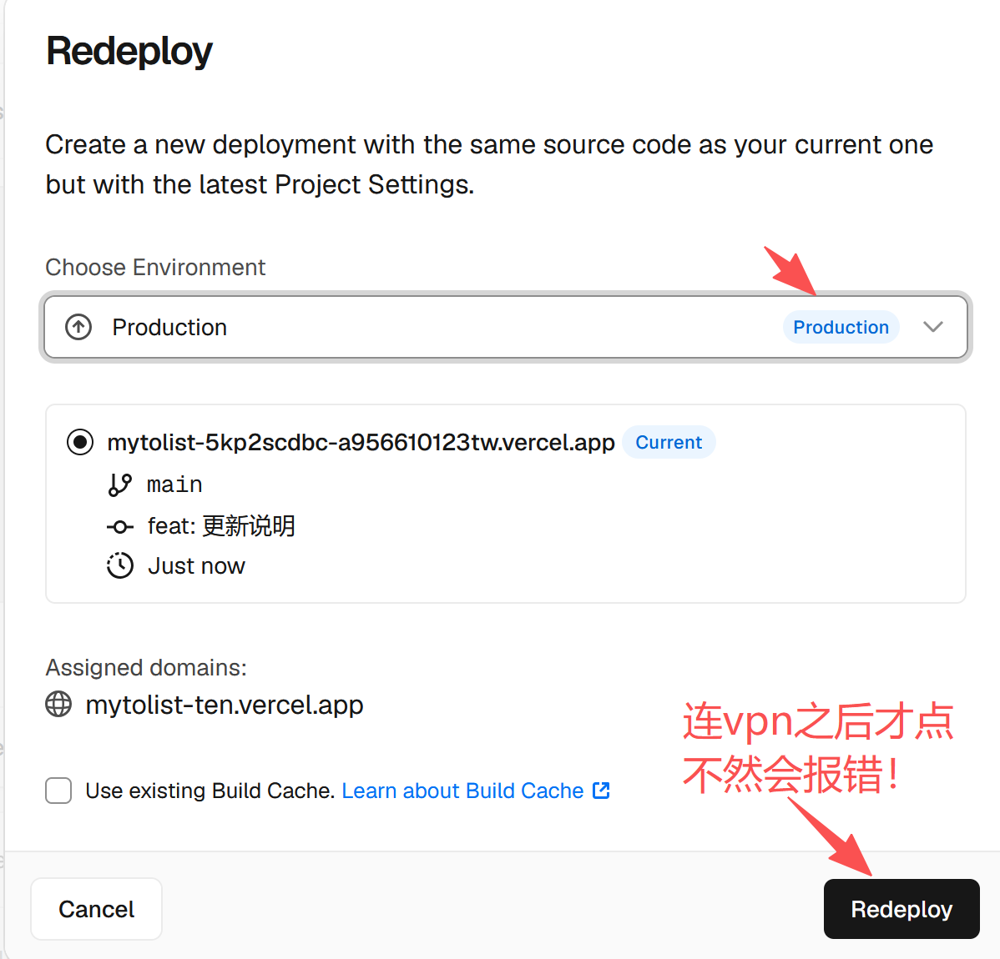 Redeploy
Create a new deployment with the same source code as your current one
but with the latest Project Settings.
Choose Environment
Production Production
mytolist-5kp2scdbc-a956610123tw.vercel.app Current
main
feat: 更新说明
Just now
Assigned domains:
mytolist-ten.vercel.app
连vpn之后才点
不然会报错!
Use existing Build Cache. Learn about Build Cache
Cancel Redeploy